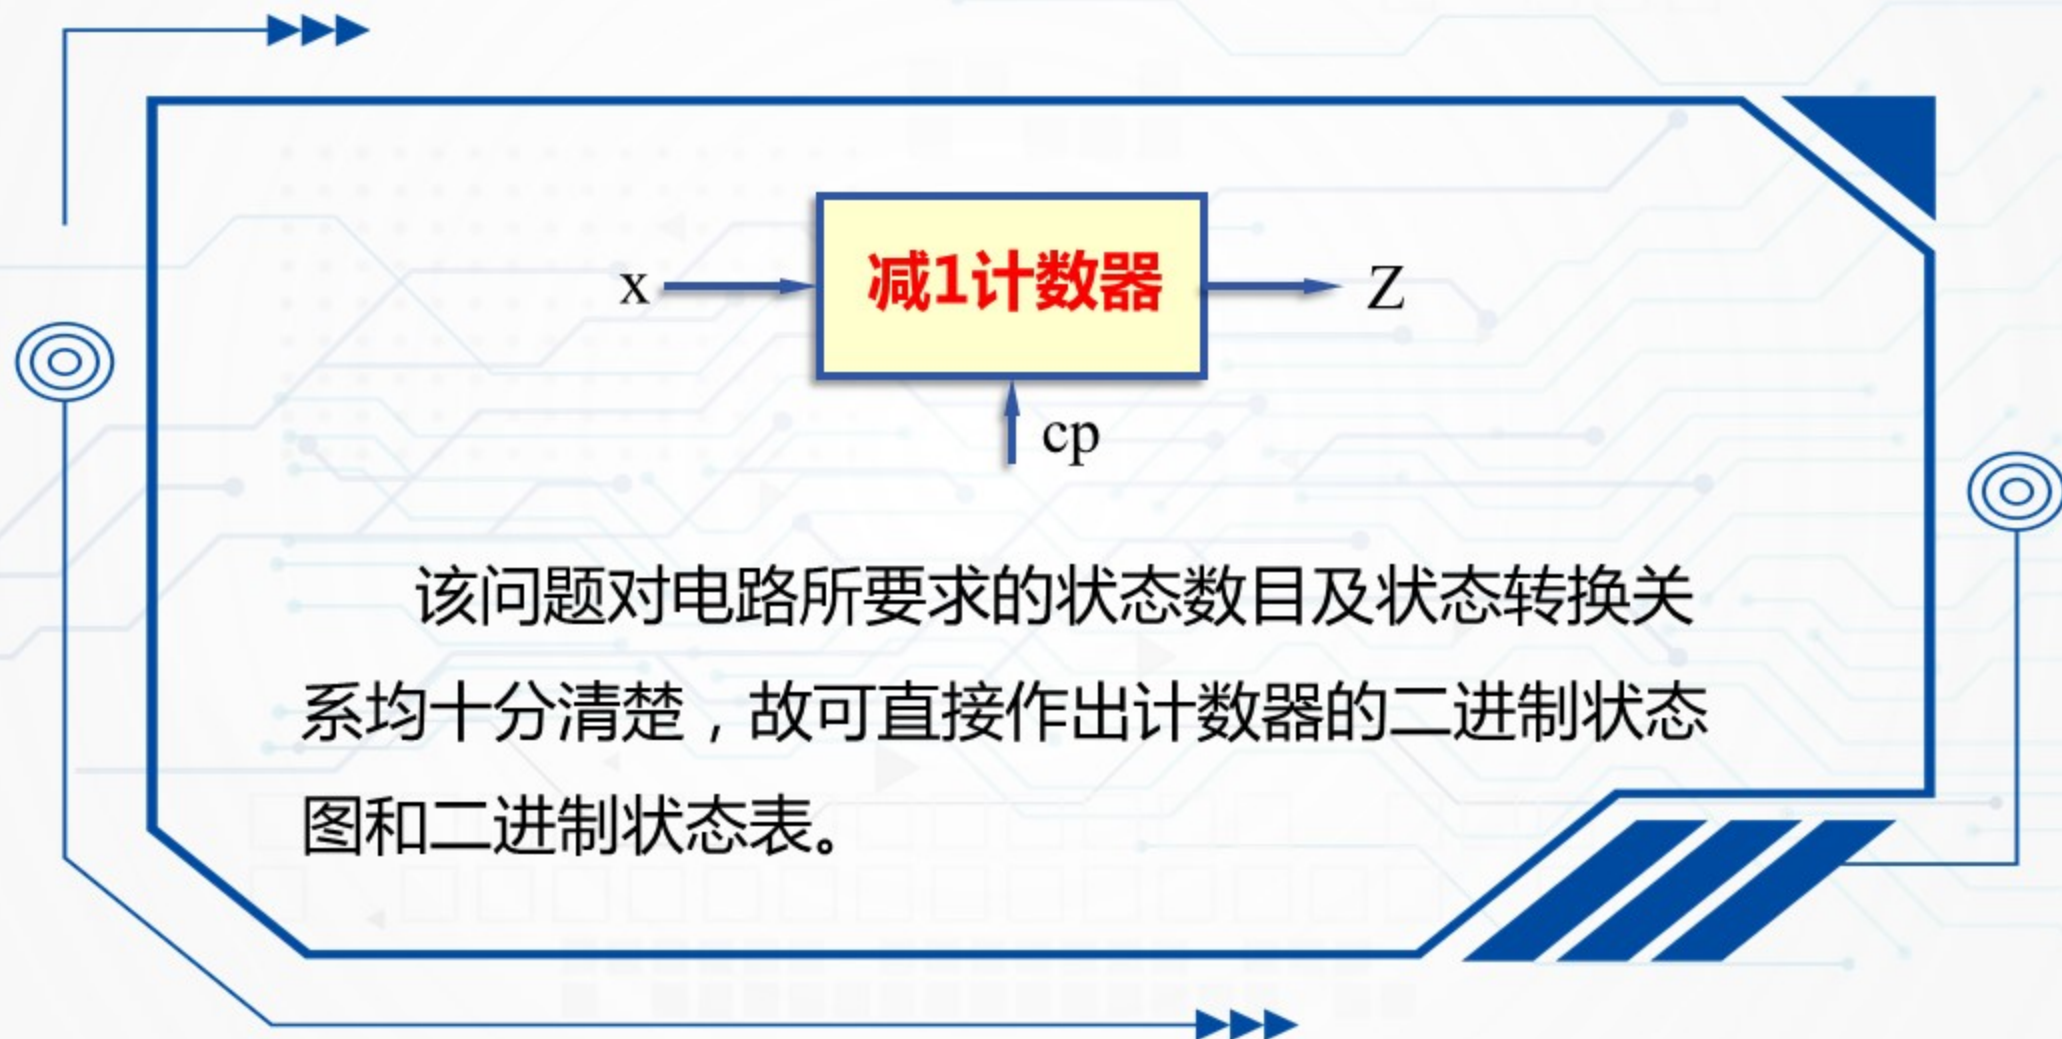 减1计数器
x
Z
cp
该问题对电路所要求的状态数目及状态转换关
系均十分清楚，故可直接作出计数器的二进制状态
图和二进制状态表。